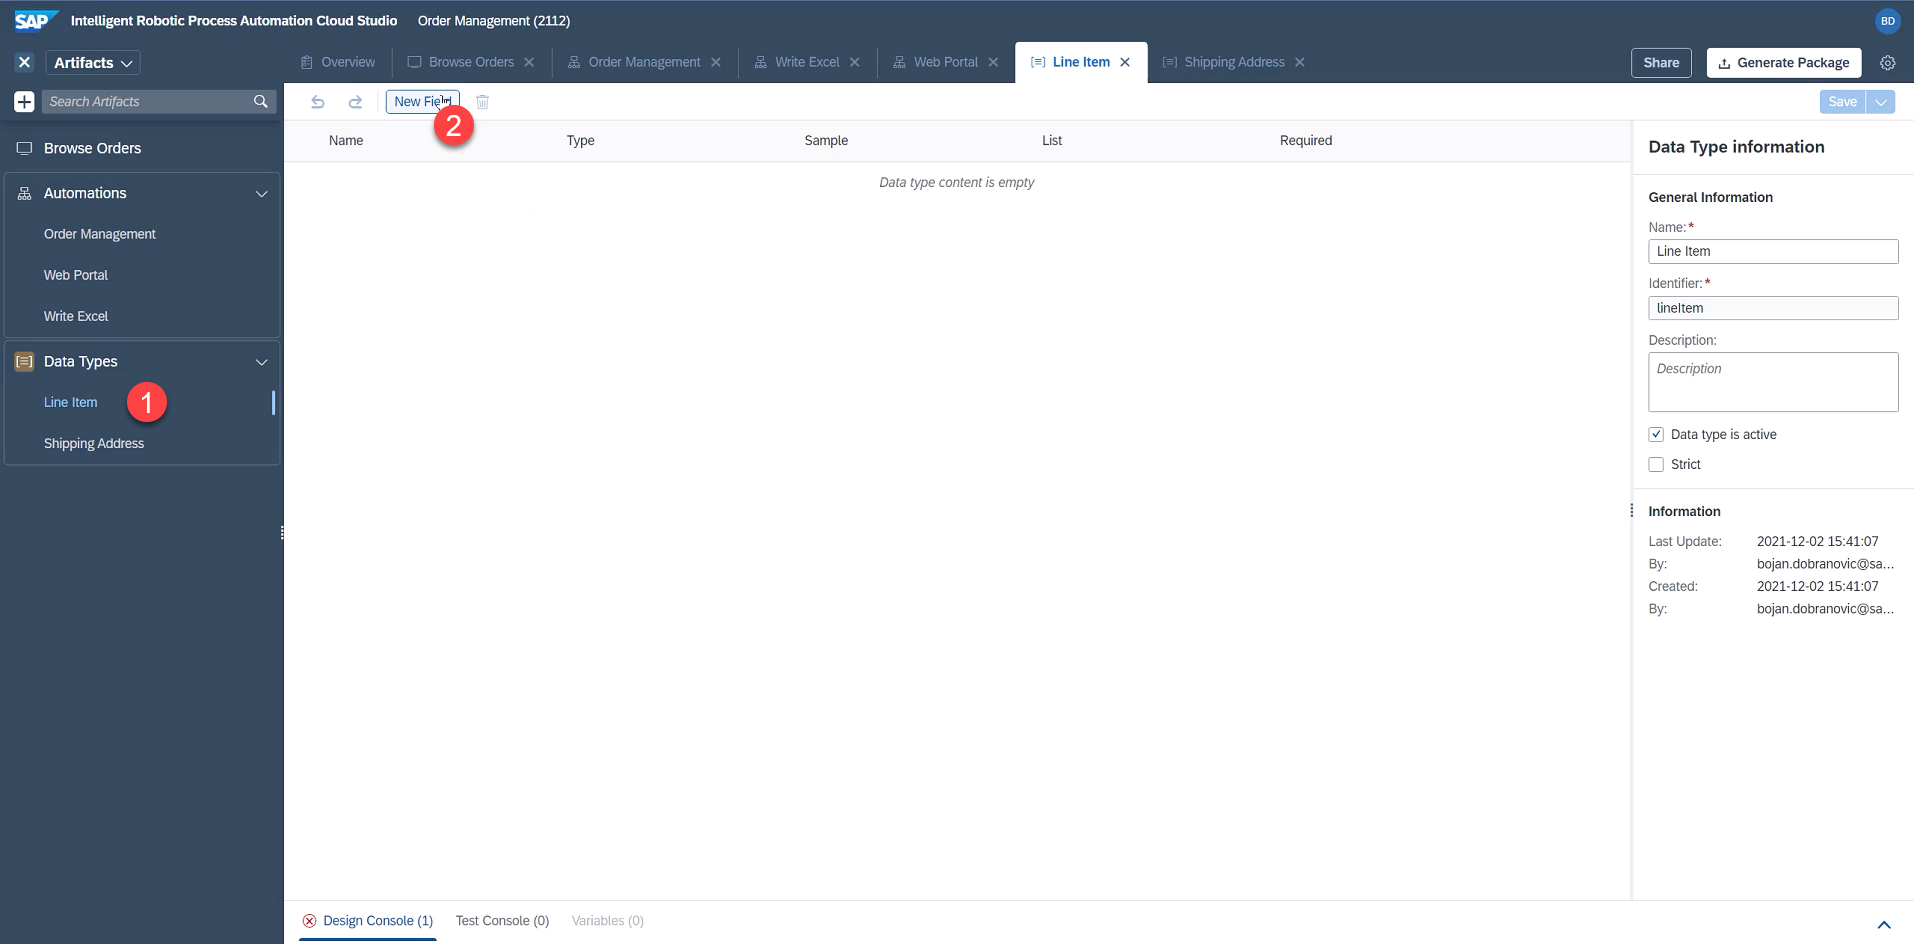 SAP Intelligent Robotic Process Automation Cloud Studio Order Management (2112) BD
Artifacts Overview Browse Orders Order Management Write Excel Web Portal Line Item Shipping Address Share Generate Package
Search Artifacts New Field Save
2
Name Type Sample List Required
Data type content is empty
Browse Orders
Automations
Order Management
Web Portal
Write Excel
Data Types
Line Item 1
Shipping Address
Data Type information
General Information
Name:*
Line Item
Identifier:*
lineItem
Description:
Description
Data type is active
Strict
Information
Last Update: 2021-12-02 15:41:07
By: bojan.dobranovic@sa...
Created: 2021-12-02 15:41:07
By: bojan.dobranovic@sa...
Design Console (1) Test Console (0) Variables (0)